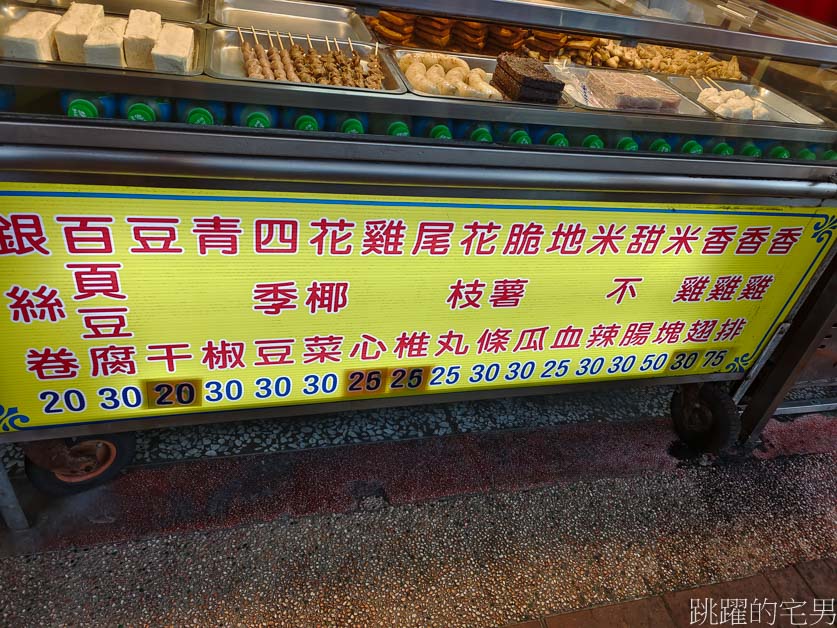 香雞排 75
香雞翅 30
香雞塊 50
米腸 30
甜不辣 30
米血 25
地瓜 30
脆薯條 30
花枝丸 25
尾椎 25
雞心 25
花椰菜 30
四季豆 30
青椒 30
豆干 20
百頁豆腐 30
銀絲卷 20
跳躍的宅男